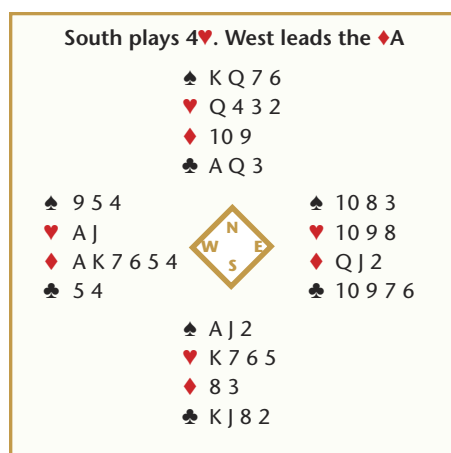 South plays 4♥. West leads the ♦A
♠ K Q 7 6
♥ Q 4 3 2
♦ 10 9
♣ A Q 3
♠ 9 5 4 ♠ 10 8 3
♥ A J N ♥ 10 9 8
♦ A K 7 6 5 4 W E ♦ Q J 2
♣ 5 4 S ♣ 10 9 7 6
♠ A J 2
♥ K 7 6 5
♦ 8 3
♣ K J 8 2